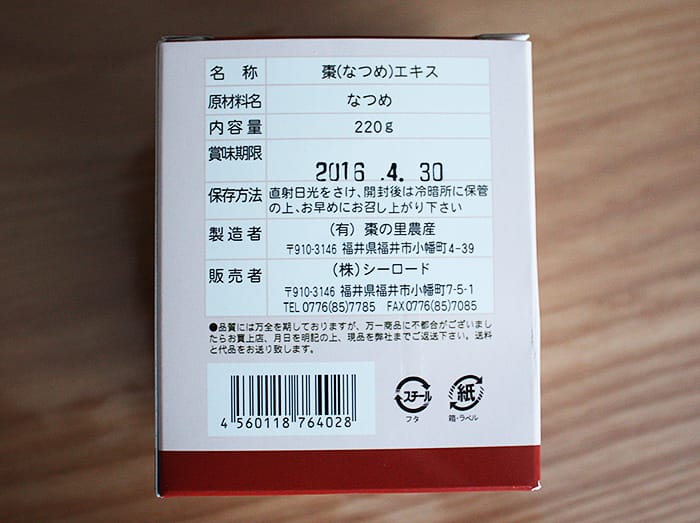 名 称 棗(なつめ)エキス
原材料名 なつめ
内容量 220g
賞味期限 2016 .4. 30
保存方法 直射日光をさけ、開封後は冷暗所に保管
の上、お早めにお召し上がり下さい
製造者 (有) 棗の里農産
〒910-3146 福井県福井市小幡町4-39
販売者 (株)シーロード
〒910-3146 福井県福井市小幡町7-5-1
TEL 0776(85)7785 FAX0776(85)7085
●品質には万全を期しておりますが、万一商品に不都合がございまし
たらお買上店、月日を明記の上、現品を弊社までご返送下さい。送料
と代品をお送り致します。
4 560118 764028
スチール
フタ
紙
箱・ラベル